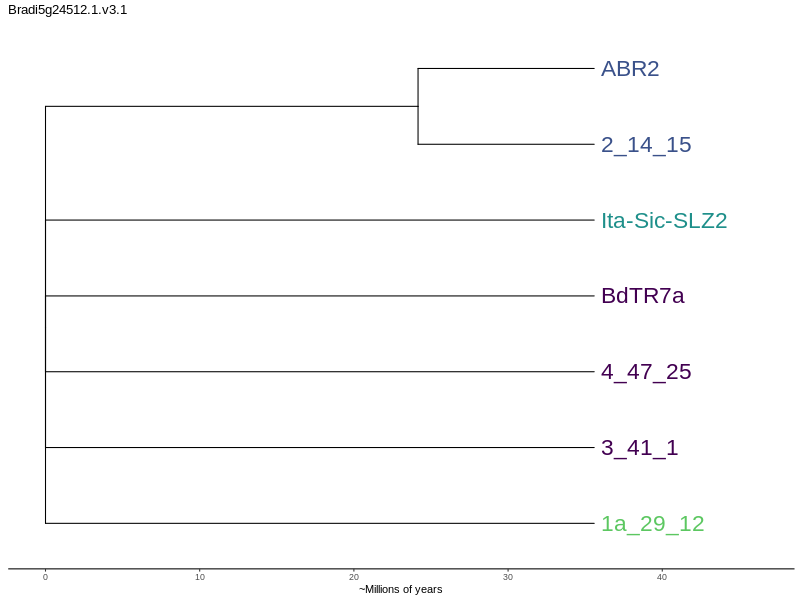 Bradi5g24512.1.v3.1
ABR2
2_14_15
Ita-Sic-SLZ2
BdTR7a
4_47_25
3_41_1
1a_29_12
0 10 20 30 40
~Millions of years